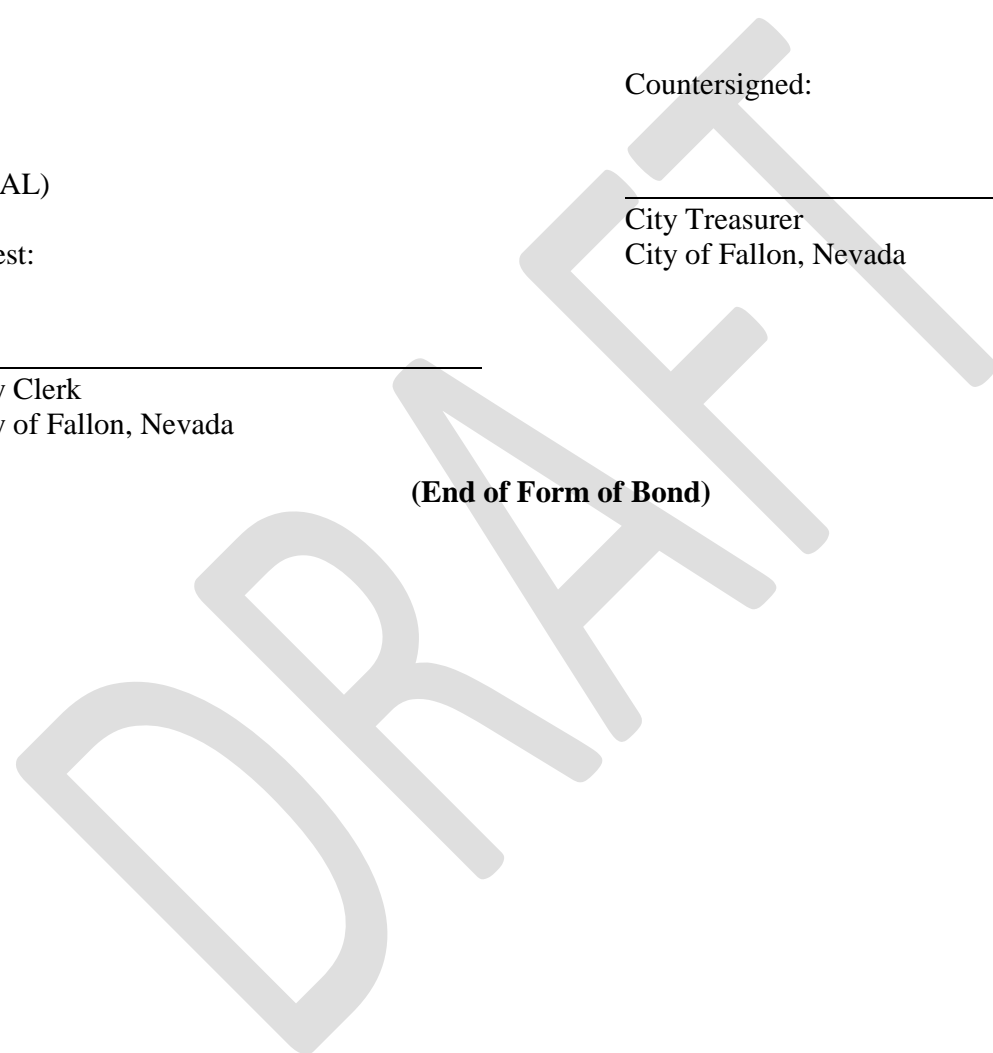 Countersigned:
AL)
City Treasurer
est:
City of Fallon, Nevada
y Clerk
y of Fallon, Nevada
(End of Form of Bond)
DRAFT